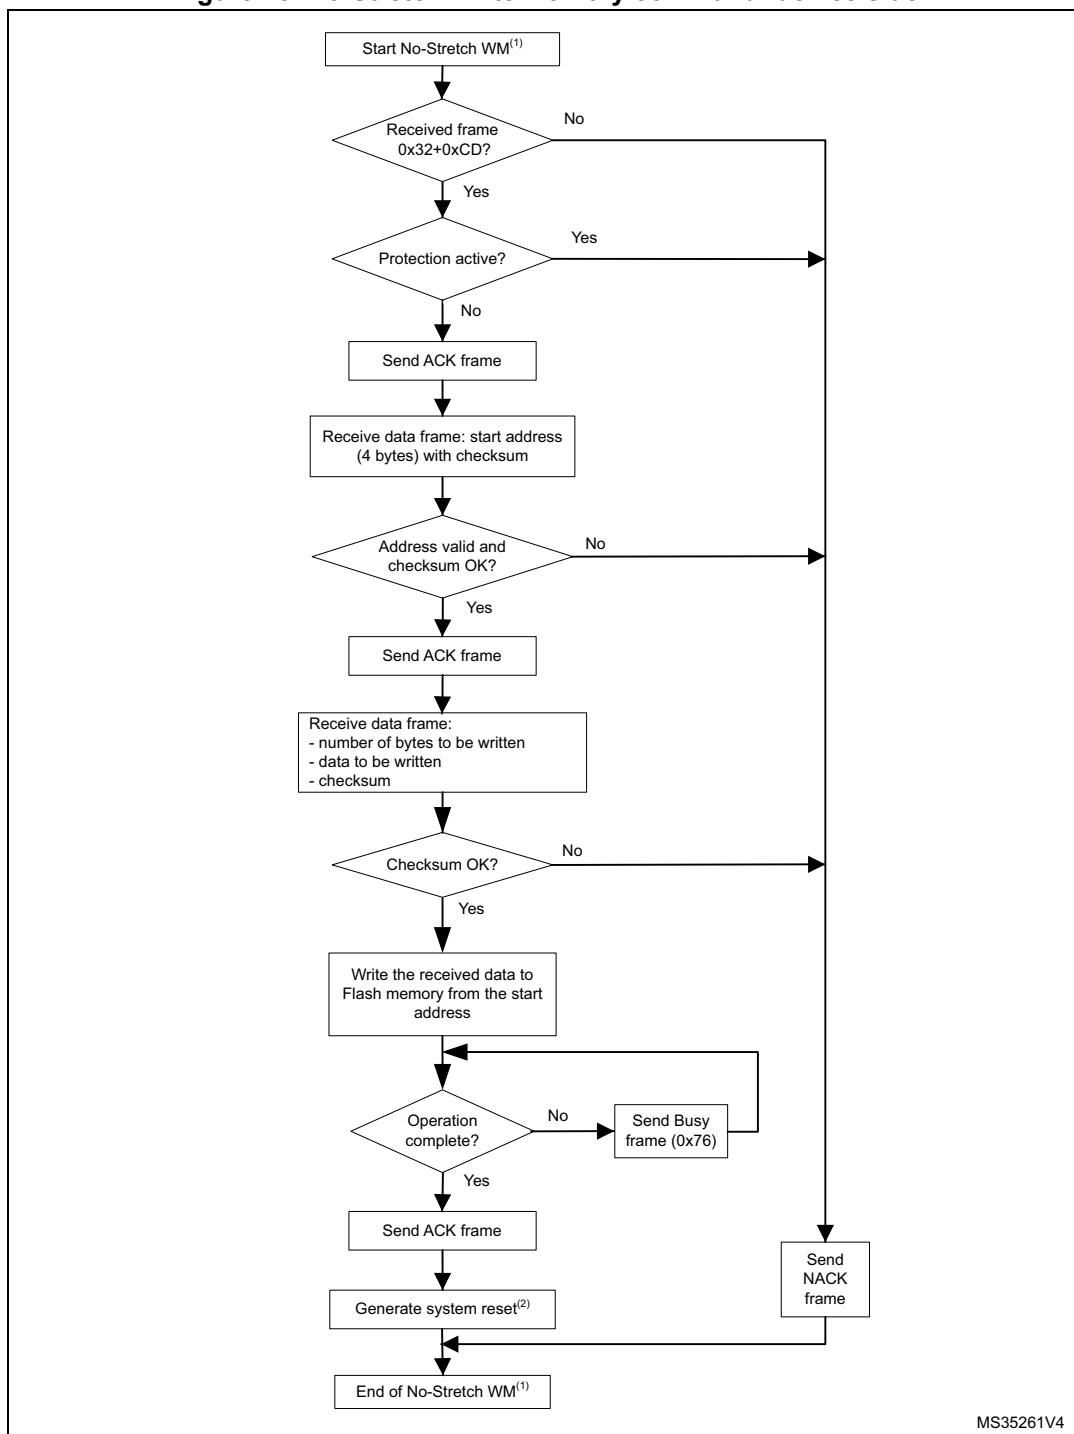 Start No-Stretch WM(1)
Received frame
0x32+0xCD?
No
Yes
Protection active?
Yes
No
Send ACK frame
Receive data frame: start address
(4 bytes) with checksum
Address valid and
checksum OK?
No
Yes
Send ACK frame
Receive data frame:
- number of bytes to be written
- data to be written
- checksum
Checksum OK?
No
Yes
Write the received data to
Flash memory from the start
address
Operation
complete?
No
Send Busy
frame (0x76)
Yes
Send ACK frame
Send
NACK
frame
Generate system reset(2)
End of No-Stretch WM(1)
MS35261V4